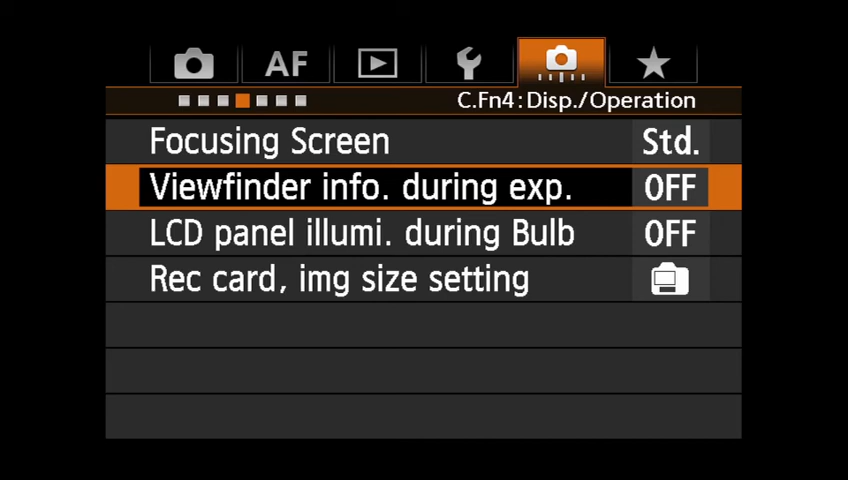 AF
C.Fn4:Disp./Operation
Focusing Screen Std.
Viewfinder info. during exp. OFF
LCD panel illumi. during Bulb OFF
Rec card, img size setting